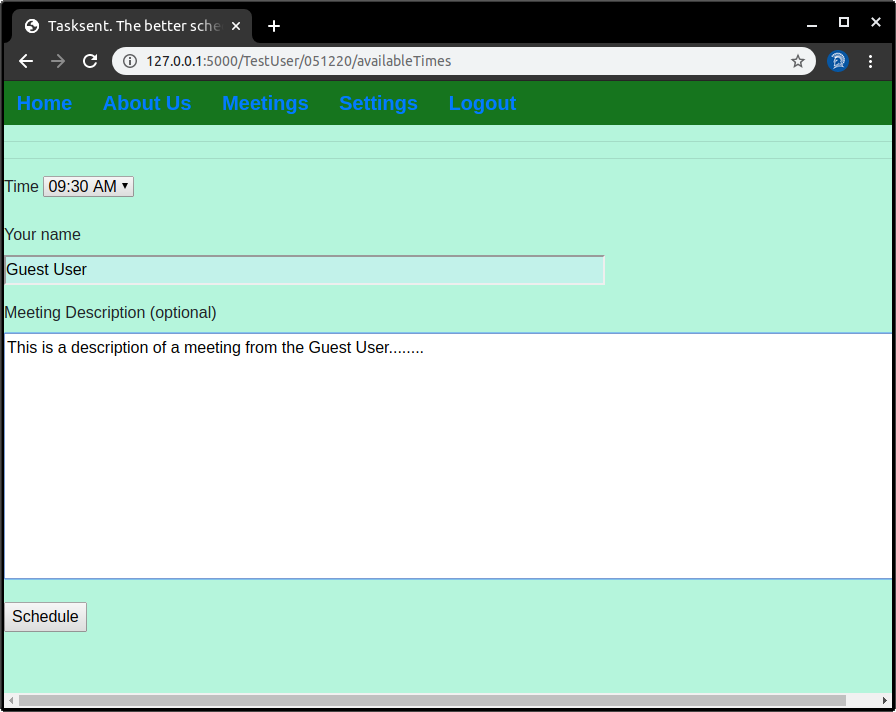 Tasksent. The better sche
127.0.0.1:5000/TestUser/051220/availableTimes
Home About Us Meetings Settings Logout
Time 09:30 AM
Your name
Guest User
Meeting Description (optional)
This is a description of a meeting from the Guest User........
Schedule